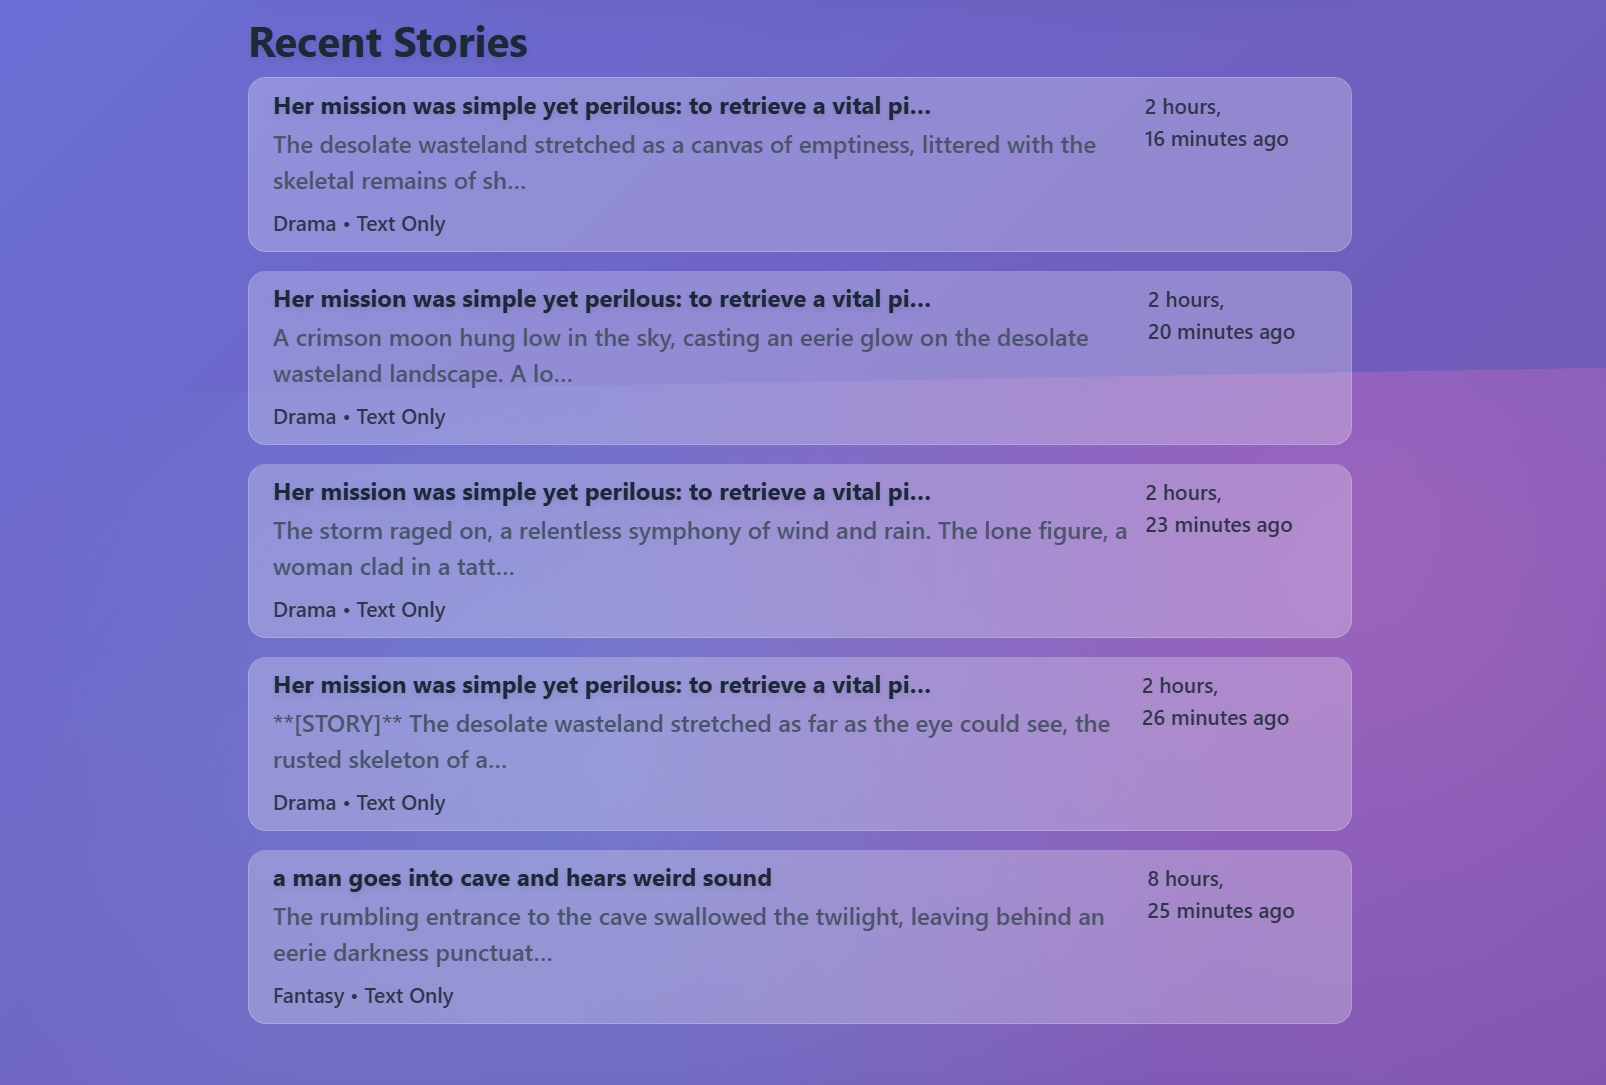 Recent Stories
Her mission was simple yet perilous: to retrieve a vital pi...
2 hours,
16 minutes ago
The desolate wasteland stretched as a canvas of emptiness, littered with the
skeletal remains of sh...
Drama • Text Only
Her mission was simple yet perilous: to retrieve a vital pi...
2 hours,
20 minutes ago
A crimson moon hung low in the sky, casting an eerie glow on the desolate
wasteland landscape. A lo...
Drama • Text Only
Her mission was simple yet perilous: to retrieve a vital pi...
2 hours,
23 minutes ago
The storm raged on, a relentless symphony of wind and rain. The lone figure, a
woman clad in a tatt...
Drama • Text Only
Her mission was simple yet perilous: to retrieve a vital pi...
2 hours,
26 minutes ago
**[STORY]** The desolate wasteland stretched as far as the eye could see, the
rusted skeleton of a...
Drama • Text Only
a man goes into cave and hears weird sound
8 hours,
25 minutes ago
The rumbling entrance to the cave swallowed the twilight, leaving behind an
eerie darkness punctuat...
Fantasy • Text Only